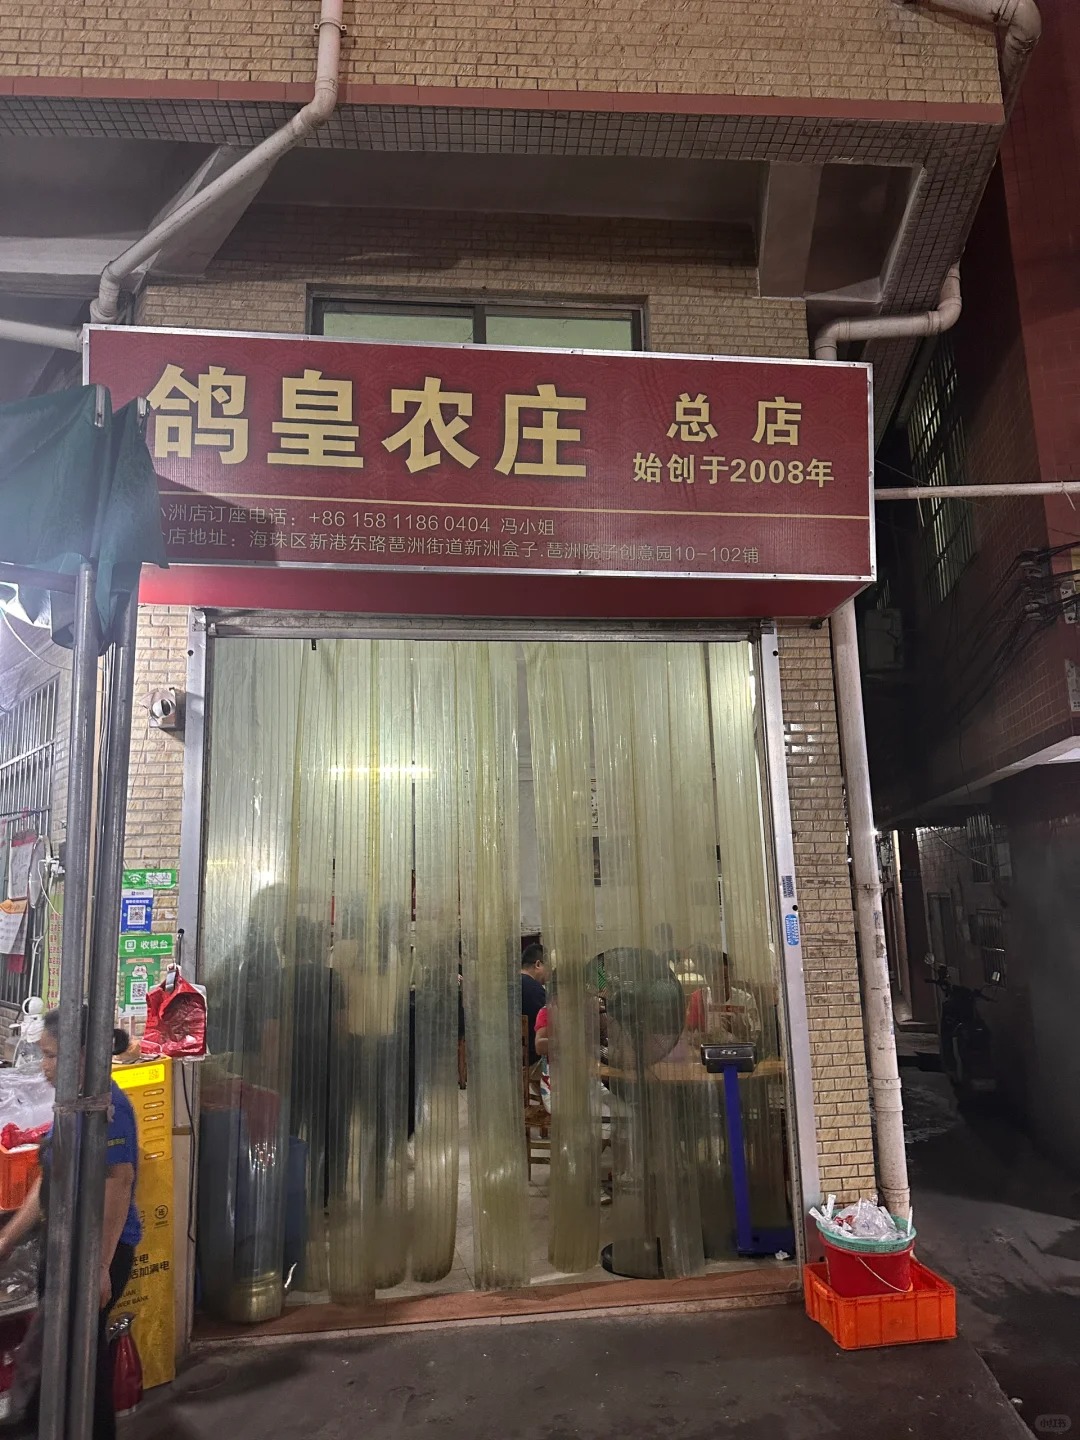 鸽皇农庄
总店
始创于2008年
小洲店订座电话：+86 158 1186 0404 冯小姐
店地址：海珠区新港东路琶洲街道新洲盒子.琶洲院子创意园10-102铺
收银台
小红书